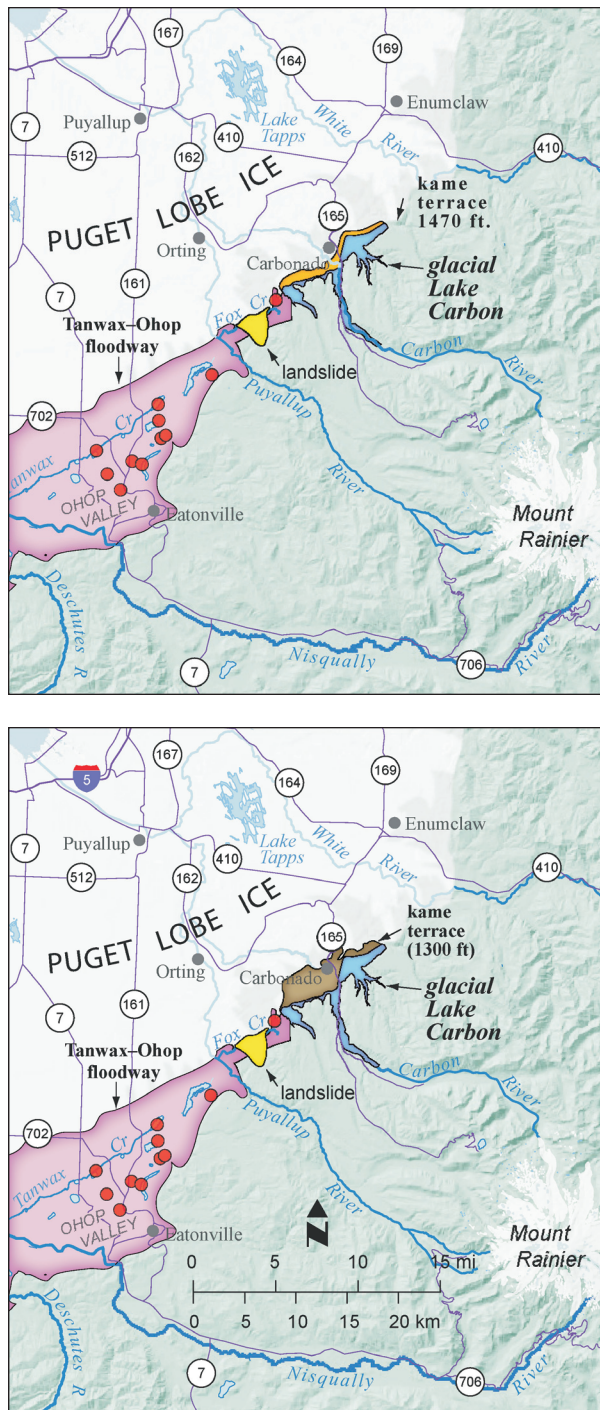 167
169
164
Enumclaw
7
Puyallup
Lake
Tapps
White
River
410
512
162
410
PUGET LOBE ICE
kame
terrace
1470 ft.
165
Orting
Carbonado
glacial
Lake
Carbon
7
161
Fox Cr
Tanwax–Ohop
floodway
landslide
Carbon
River
Puyallup
River
702
Tanwax
Cr
OHOP
VALLEY
Eatonville
Mount
Rainier
Deschutes R
7
Nisqually
706
River
167
169
5
164
Enumclaw
7
Puyallup
Lake
Tapps
White
River
410
512
162
410
PUGET LOBE ICE
kame
terrace
(1300 ft)
165
Orting
Carbonado
glacial
Lake
Carbon
7
161
Fox Cr
Tanwax–Ohop
floodway
landslide
Carbon
River
Puyallup
River
702
Tanwax
Cr
OHOP
VALLEY
Eatonville
N
Mount
Rainier
0 5 10 15 mi
0 5 10 15 20 km
Deschutes R
7
Nisqually
706
River